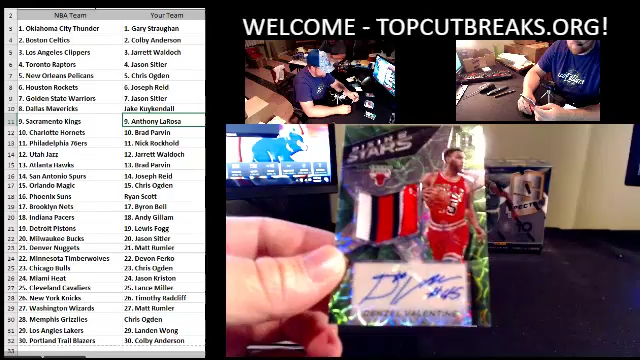 WELCOME - TOPCUTBREAKS.ORG!
NBA Team Your Team
1. Oklahoma City Thunder 1. Gary Straughan
2. Boston Celtics 2. Colby Anderson
3. Los Angeles Clippers 3. Jarrett Waldoch
4. Toronto Raptors 4. Jason Sitler
5. New Orleans Pelicans 5. Chris Ogden
6. Houston Rockets 6. Joseph Reid
7. Golden State Warriors 7. Jason Sitler
8. Dallas Mavericks Jake Kuykendall
9. Sacramento Kings 9. Anthony LaRosa
10. Charlotte Hornets 10. Brad Parvin
11. Philadelphia 76ers 11. Nick Rockhold
12. Utah Jazz 12. Jarrett Waldoch
13. Atlanta Hawks 13. Brad Parvin
14. San Antonio Spurs 14. Joseph Reid
15. Orlando Magic 15. Chris Ogden
16. Phoenix Suns Ryan Scott
17. Brooklyn Nets 17. Byron Bell
18. Indiana Pacers 18. Andy Gillam
19. Detroit Pistons 19. Lewis Fogg
20. Milwaukee Bucks 20. Jason Sitler
21. Denver Nuggets 21. Matt Rumler
22. Minnesota Timberwolves 22. Devon Ferko
23. Chicago Bulls 23. Chris Ogden
24. Miami Heat 24. Jason Kriston
25. Cleveland Cavaliers 25. Lance Miller
26. New York Knicks 26. Timothy Radcliff
27. Washington Wizards 27. Matt Rumler
28. Memphis Grizzlies Chris Ogden
29. Los Angeles Lakers 29. Landen Wong
30. Portland Trail Blazers 30. Colby Anderson
STARS
#45
DENZEL VALENTINE